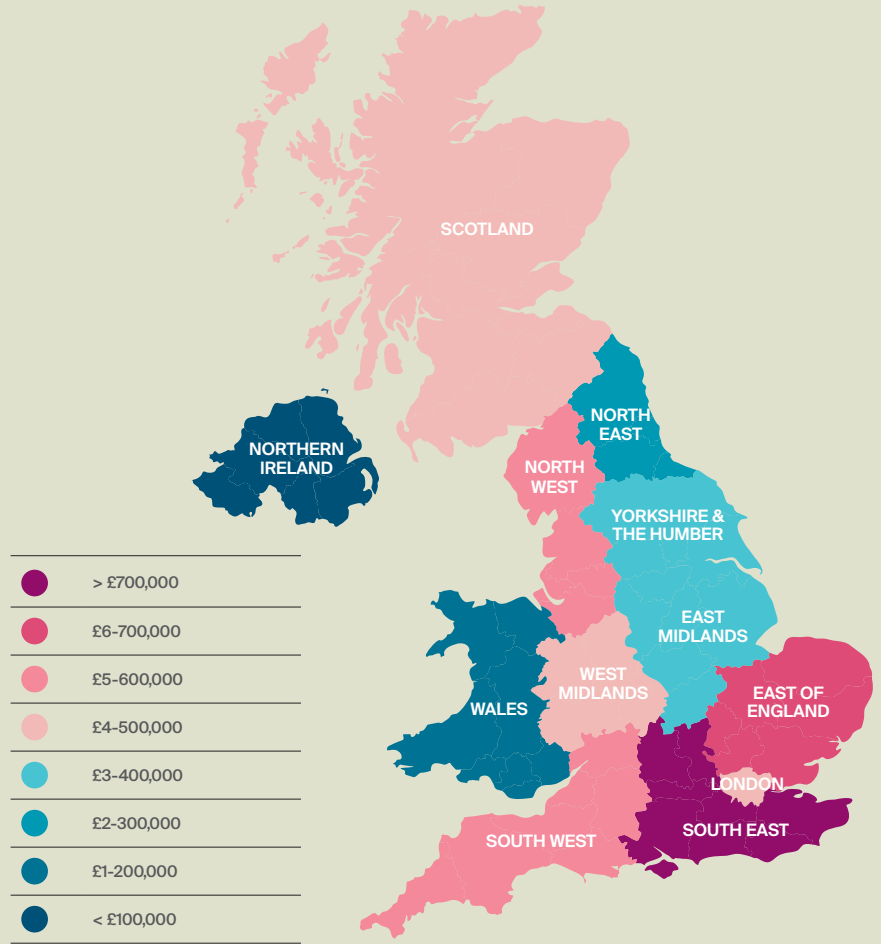 SCOTLAND
NORTH
EAST
NORTHERN
IRELAND
NORTH
WEST
YORKSHIRE &
THE HUMBER
EAST
MIDLANDS
WEST
MIDLANDS
WALES
EAST OF
ENGLAND
LONDON
SOUTH EAST
SOUTH WEST
> £700,000
£6-700,000
£5-600,000
£4-500,000
£3-400,000
£2-300,000
£1-200,000
< £100,000